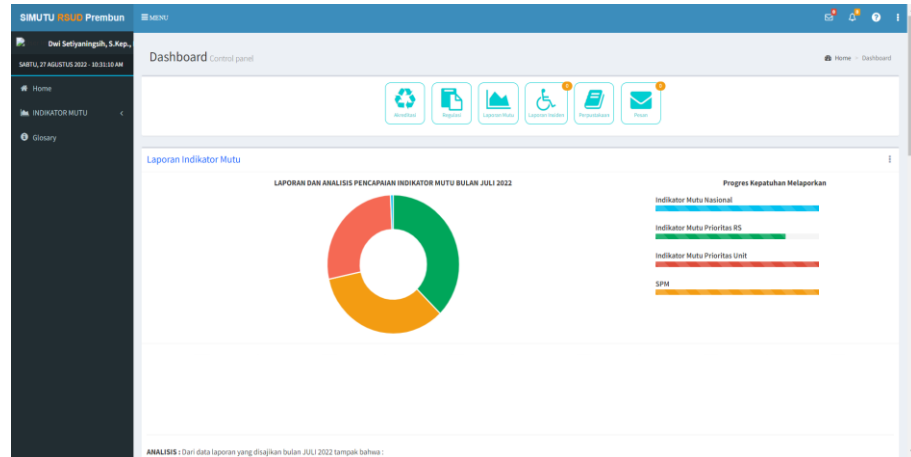 SIMUTU RSUD Prembun
MENU
Dwi Setiyaningsih, S.Kep.,
SABTU, 27 AGUSTUS 2022 - 10:31:10 AM
Dashboard Control panel
Home > Dashboard
Home
INDIKATOR MUTU
Glosary
Akreditasi
Regulasi
Laporan Mutu
Laporan Insiden
Perpustakaan
Pesan
Laporan Indikator Mutu
LAPORAN DAN ANALISIS PENCAPAIAN INDIKATOR MUTU BULAN JULI 2022
Progres Kepatuhan Melaporkan
Indikator Mutu Nasional
Indikator Mutu Prioritas RS
Indikator Mutu Prioritas Unit
SPM
ANALISIS : Dari data laporan yang disajikan bulan JULI 2022 tampak bahwa :